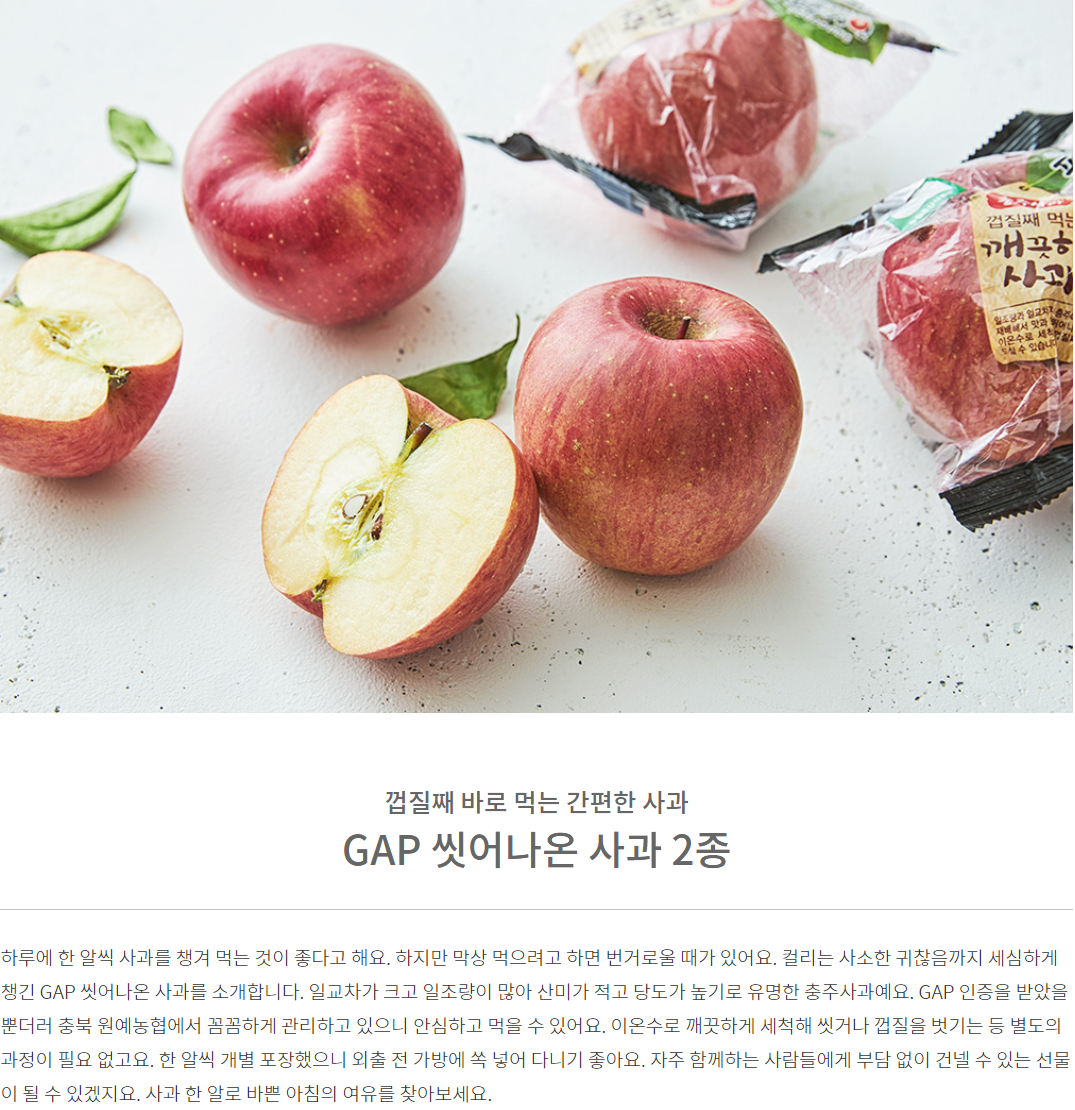 껍질째 먹는
깨끗한
사과
껍질째 바로 먹는 간편한 사과
GAP 씻어나온 사과 2종
하루에 한 알씩 사과를 챙겨 먹는 것이 좋다고 해요. 하지만 막상 먹으려고 하면 번거로울 때가 있어요. 컬리는 사소한 귀찮음까지 세심하게
챙긴 GAP 씻어나온 사과를 소개합니다. 일교차가 크고 일조량이 많아 산미가 적고 당도가 높기로 유명한 충주사과예요. GAP 인증을 받았을
뿐더러 충북 원예농협에서 꼼꼼하게 관리하고 있으니 안심하고 먹을 수 있어요. 이온수로 깨끗하게 세척해 씻거나 껍질을 벗기는 등 별도의
과정이 필요 없고요. 한 알씩 개별 포장했으니 외출 전 가방에 쏙 넣어 다니기 좋아요. 자주 함께하는 사람들에게 부담 없이 건넬 수 있는 선물
이 될 수 있겠지요. 사과 한 알로 바쁜 아침의 여유를 찾아보세요.